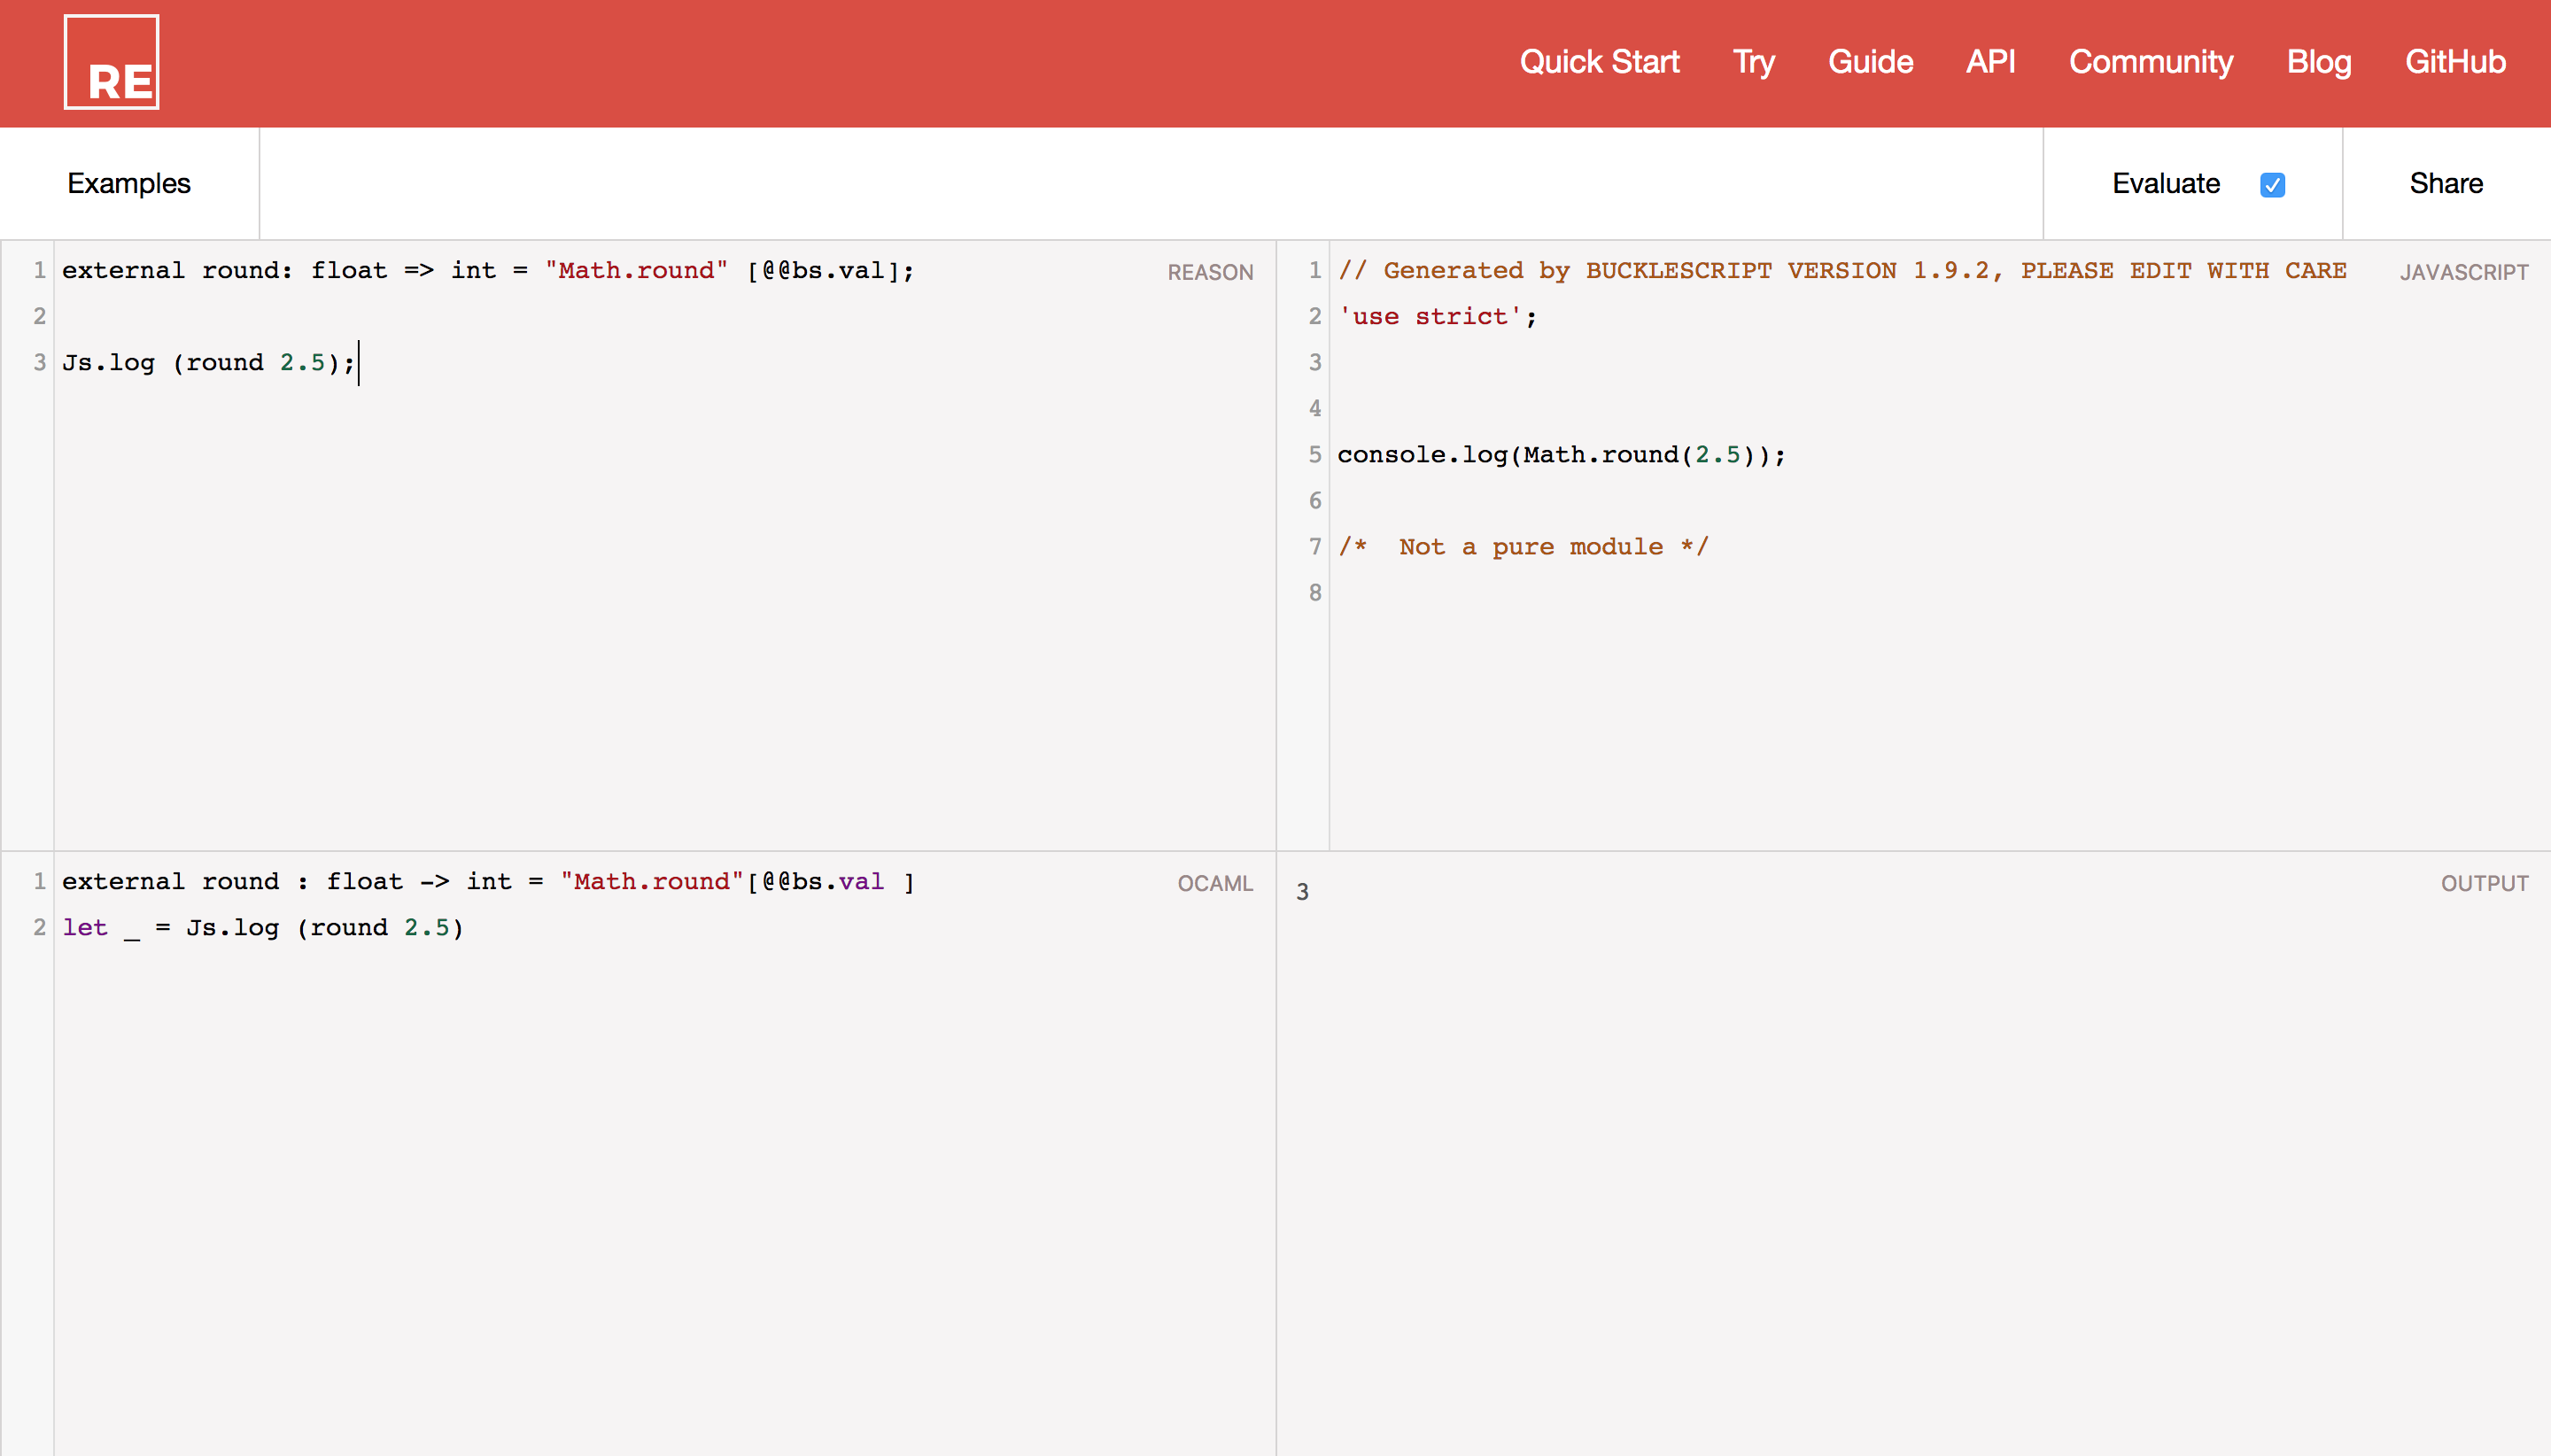 RE
Quick Start Try Guide API Community Blog GitHub
Examples
Evaluate
Share
REASON
1 external round: float => int = "Math.round" [@@bs.val];
2
3 Js.log (round 2.5);
JAVASCRIPT
1 // Generated by BUCKLESCRIPT VERSION 1.9.2, PLEASE EDIT WITH CARE
2 'use strict';
3
4
5 console.log(Math.round(2.5));
6
7 /*  Not a pure module */
8
OCAML
1 external round : float -> int = "Math.round"[@@bs.val ]
2 let _ = Js.log (round 2.5)
OUTPUT
3